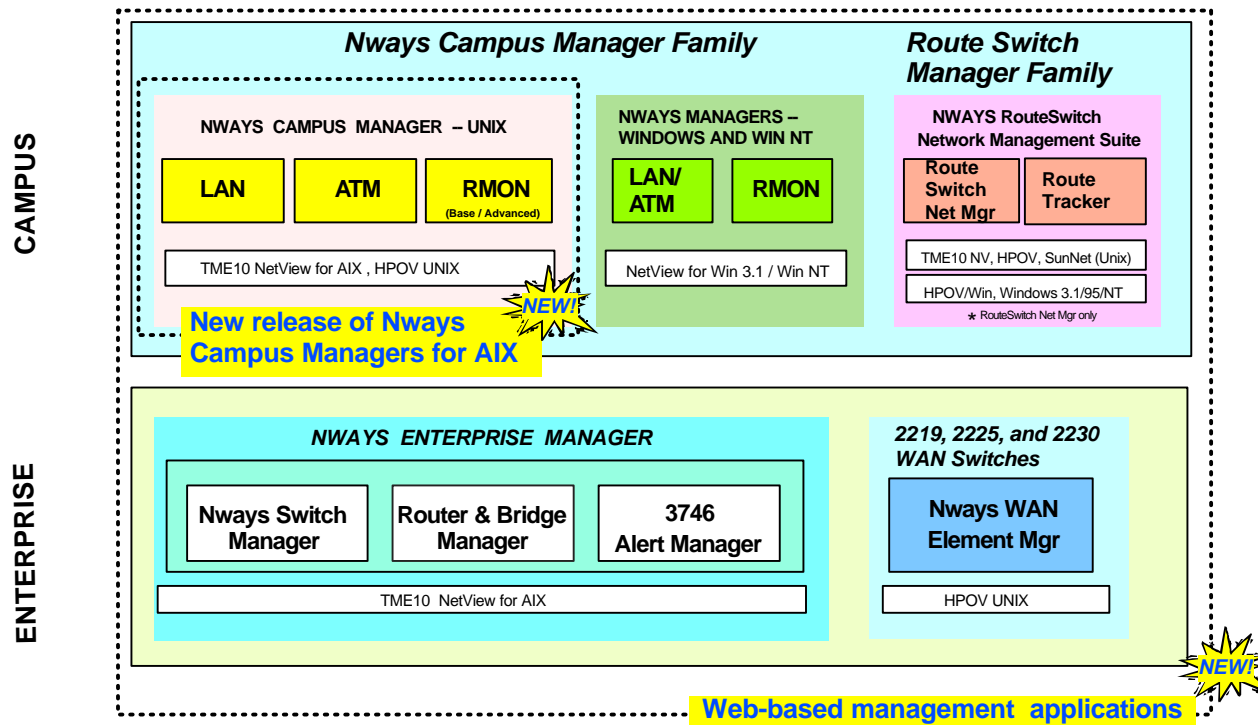 CAMPUS
Nways Campus Manager Family
Route Switch
Manager Family
NWAYS CAMPUS MANAGER – UNIX
LAN
ATM
RMON
(Base / Advanced)
TME10 NetView for AIX , HPOV UNIX
NEW!
New release of Nways
Campus Managers for AIX
NWAYS MANAGERS –
WINDOWS AND WIN NT
LAN/
ATM
RMON
NetView for Win 3.1 / Win NT
NWAYS RouteSwitch
Network Management Suite
Route
Switch
Net Mgr
Route
Tracker
TME10 NV, HPOV, SunNet (Unix)
HPOV/Win, Windows 3.1/95/NT
* RouteSwitch Net Mgr only
ENTERPRISE
NWAYS ENTERPRISE MANAGER
Nways Switch
Manager
Router & Bridge
Manager
3746
Alert Manager
TME10 NetView for AIX
2219, 2225, and 2230
WAN Switches
Nways WAN
Element Mgr
HPOV UNIX
NEW!
Web-based management applications